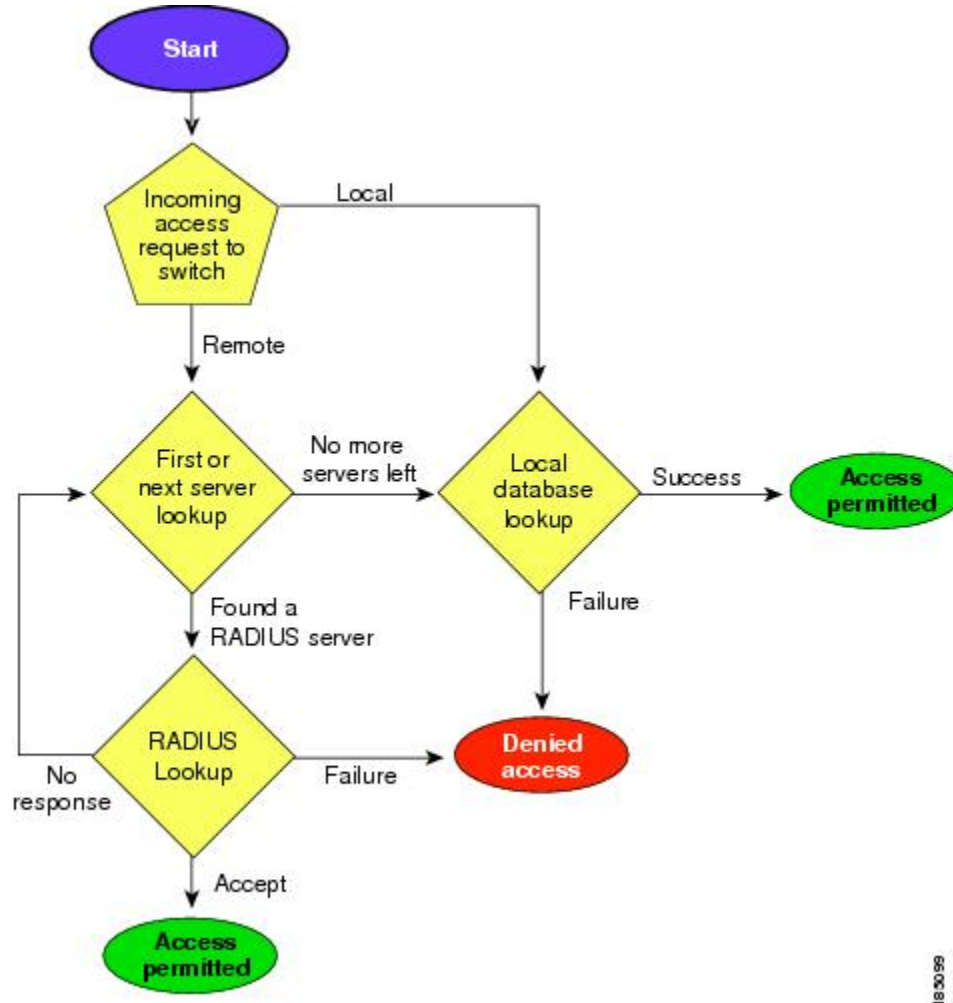 Start
Incoming
access
request to
switch
Local
Remote
First or
next server
lookup
No more
servers left
Local
database
lookup
Success
Access
permitted
Found a
RADIUS server
Failure
RADIUS
Lookup
No
response
Failure
Denied
access
Accept
Access
permitted
185099